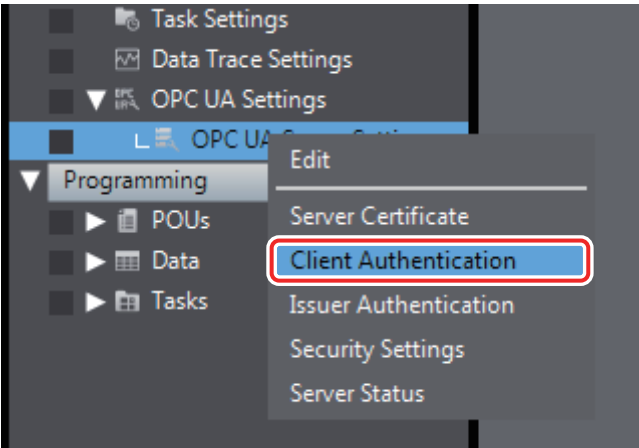 Task Settings
Data Trace Settings
OPC UA Settings
OPC UA
Edit
Programming
Server Certificate
POUs
Client Authentication
Data
Issuer Authentication
Tasks
Security Settings
Server Status